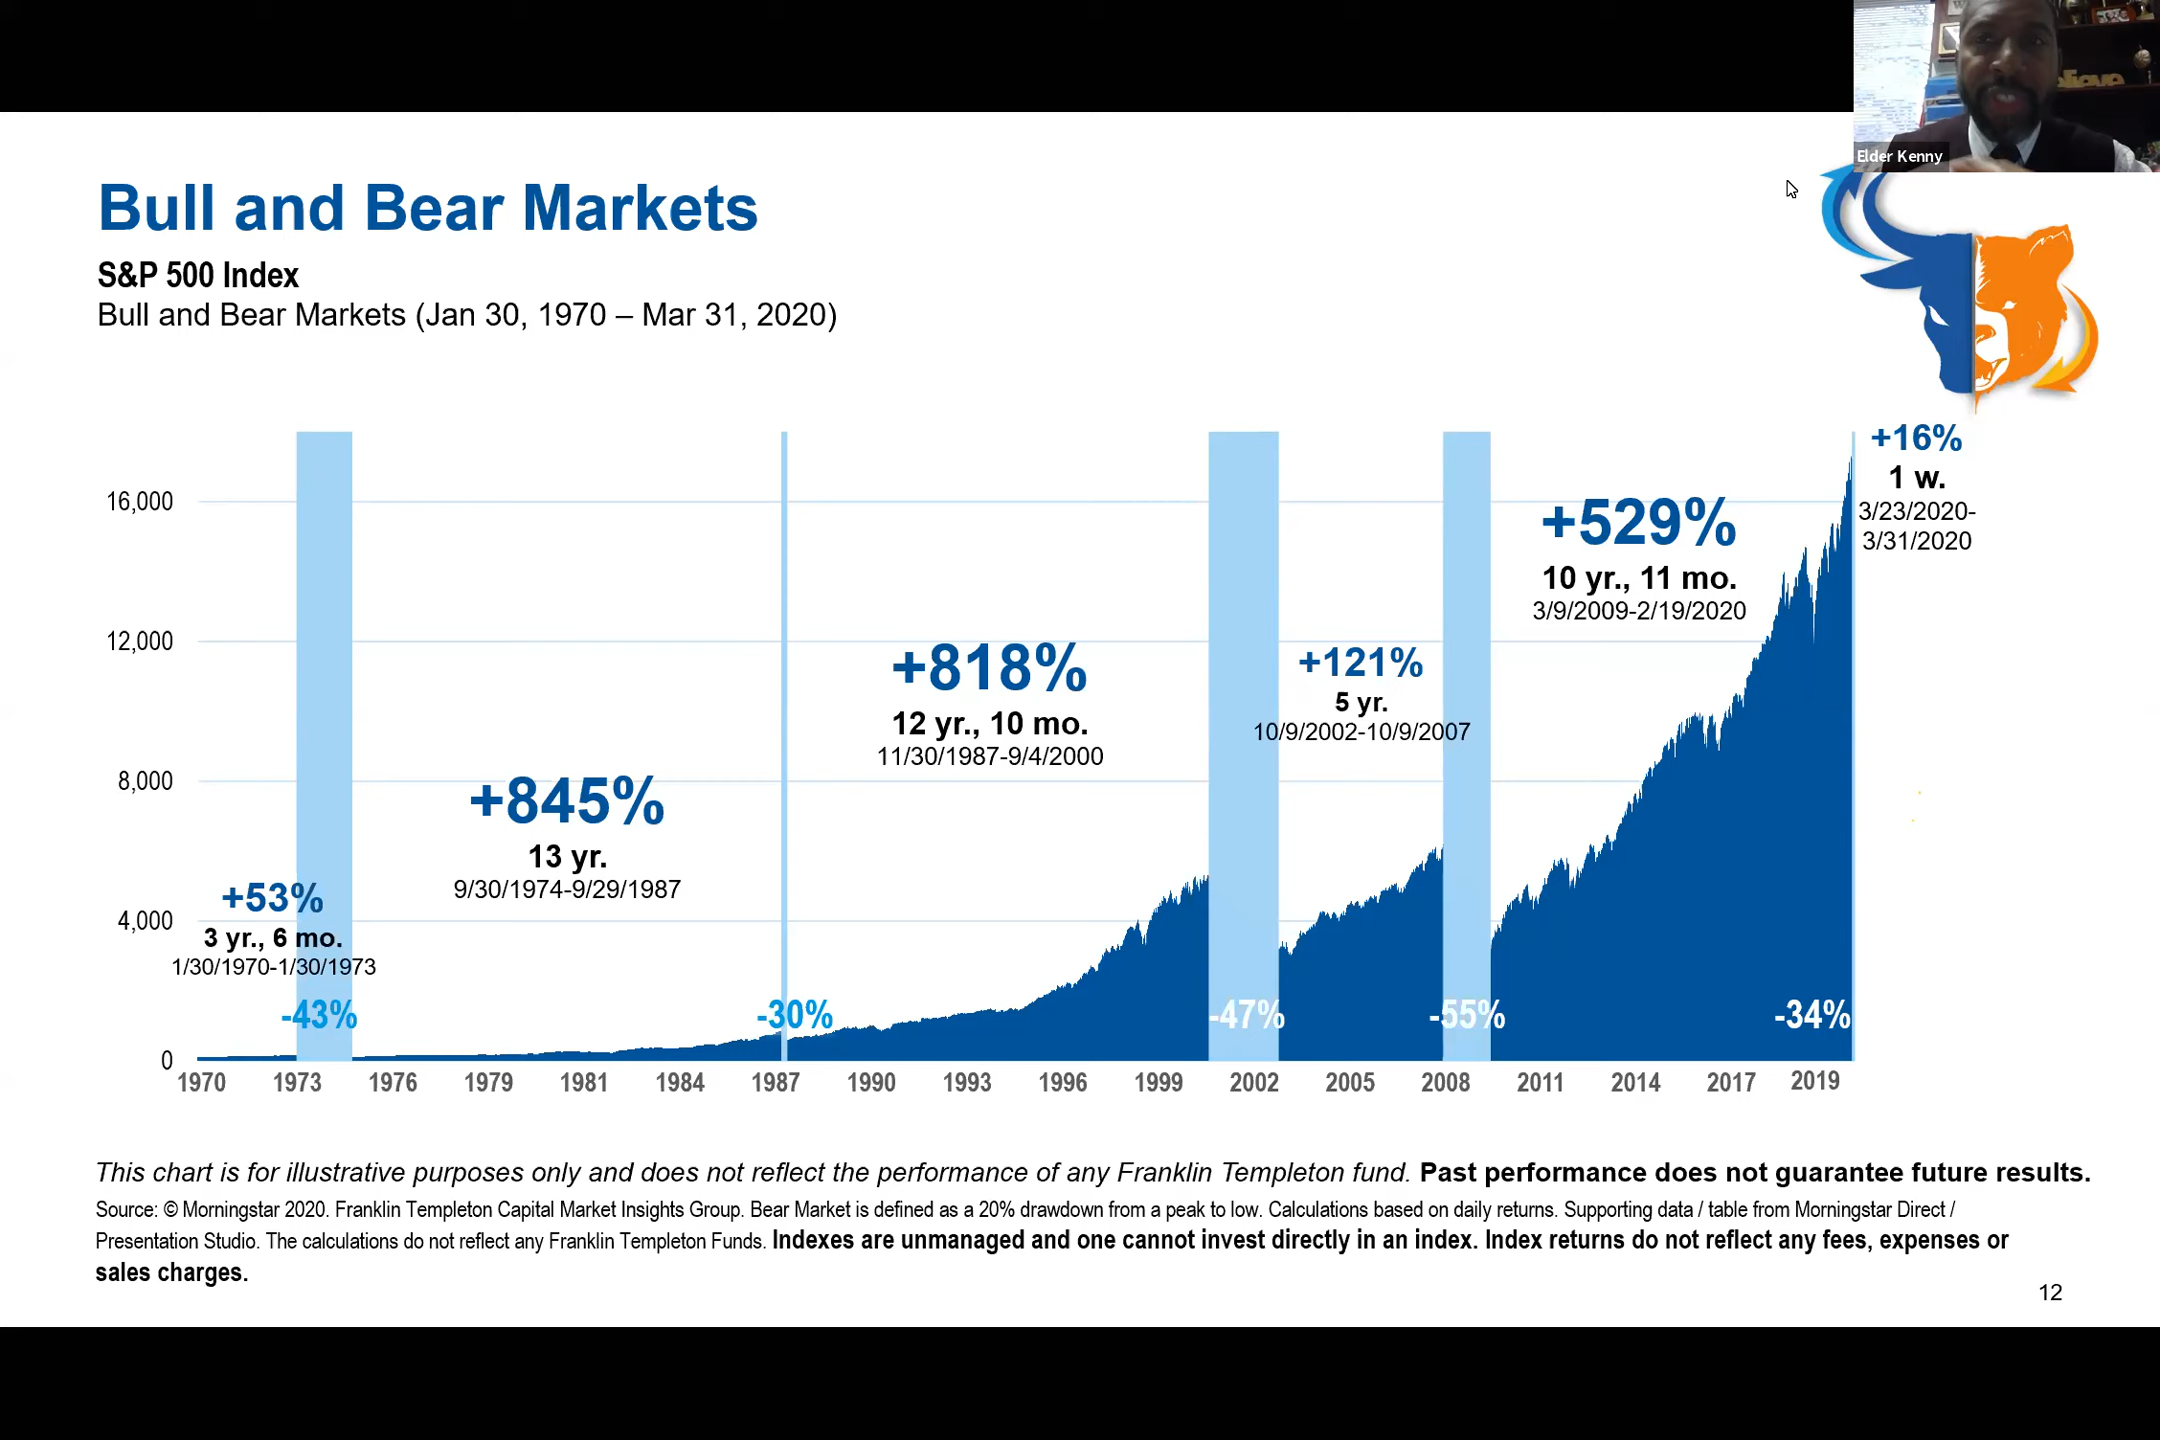 Elder Kenny
Bull and Bear Markets
S&P 500 Index
Bull and Bear Markets (Jan 30, 1970 – Mar 31, 2020)
16,000
12,000
8,000
4,000
0
+53%
3 yr., 6 mo.
1/30/1970-1/30/1973
-43%
+845%
13 yr.
9/30/1974-9/29/1987
-30%
+818%
12 yr., 10 mo.
11/30/1987-9/4/2000
-47%
+121%
5 yr.
10/9/2002-10/9/2007
-55%
+529%
10 yr., 11 mo.
3/9/2009-2/19/2020
-34%
+16%
1 w.
3/23/2020-
3/31/2020
1970 1973 1976 1979 1981 1984 1987 1990 1993 1996 1999 2002 2005 2008 2011 2014 2017 2019
This chart is for illustrative purposes only and does not reflect the performance of any Franklin Templeton fund. Past performance does not guarantee future results.
Source: © Morningstar 2020. Franklin Templeton Capital Market Insights Group. Bear Market is defined as a 20% drawdown from a peak to low. Calculations based on daily returns. Supporting data / table from Morningstar Direct /
Presentation Studio. The calculations do not reflect any Franklin Templeton Funds. Indexes are unmanaged and one cannot invest directly in an index. Index returns do not reflect any fees, expenses or
sales charges.
12